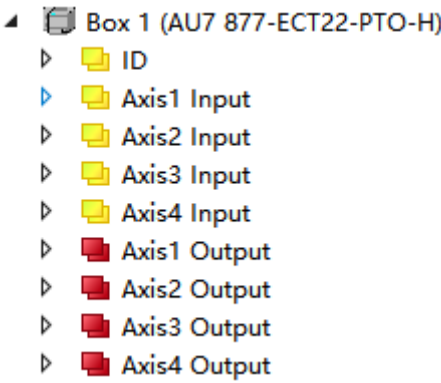 Box 1 (AU7 877-ECT22-PTO-H)
ID
Axis1 Input
Axis2 Input
Axis3 Input
Axis4 Input
Axis1 Output
Axis2 Output
Axis3 Output
Axis4 Output